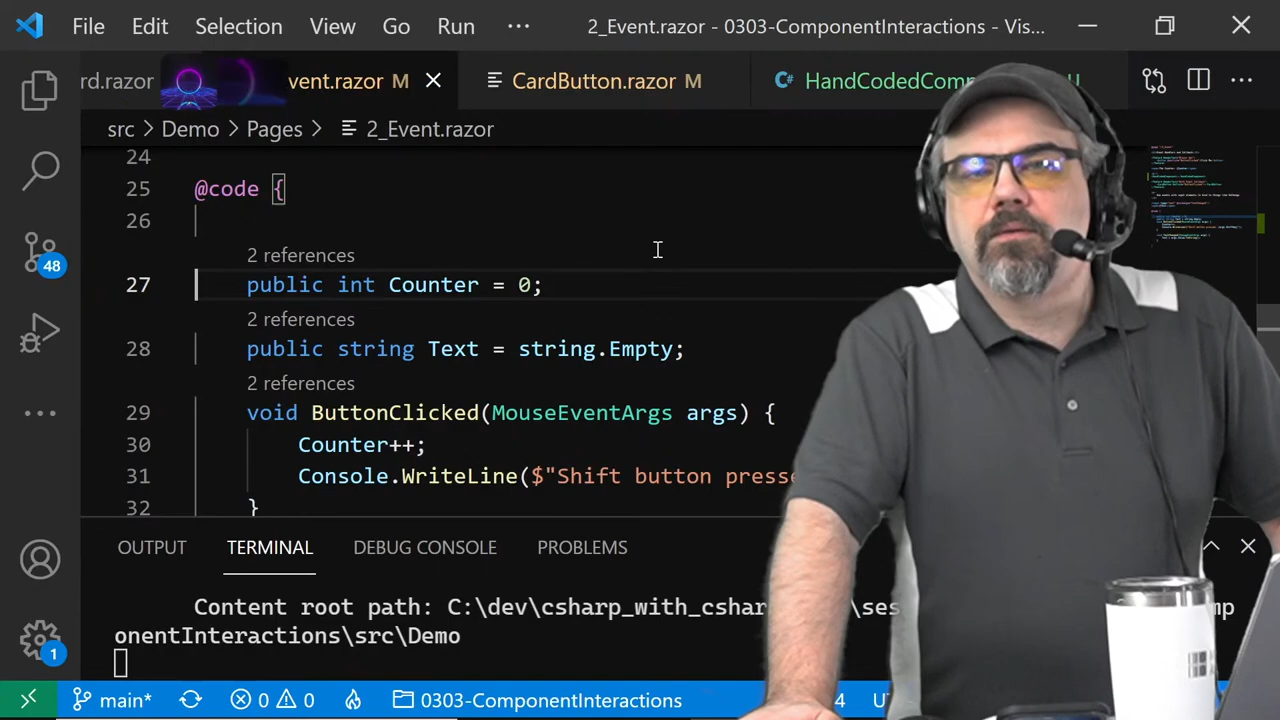 File Edit Selection View Go Run ··· 2_Event.razor - 0303-ComponentInteractions - Vis...
rd.razor vent.razor M CardButton.razor M C# HandCodedComp U
src > Demo > Pages > 2_Event.razor
24
25 @code {
26
2 references
27 public int Counter = 0;
2 references
28 public string Text = string.Empty;
2 references
29 void ButtonClicked(MouseEventArgs args) {
30 Counter++;
31 Console.WriteLine($"Shift button presse
32 }
48
1
OUTPUT TERMINAL DEBUG CONSOLE PROBLEMS
Content root path: C:\dev\csharp_with_cshar \ses mp
onentInteractions\src\Demo
main* 0 0 0303-ComponentInteractions 4 U